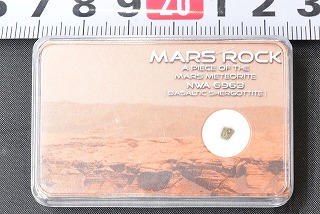 7 8 9 20 1 2 3
MARS ROCK
A PIECE OF THE
MARS METEORITE
NWA 6963
[BASALTIC SHERGOTTITE]